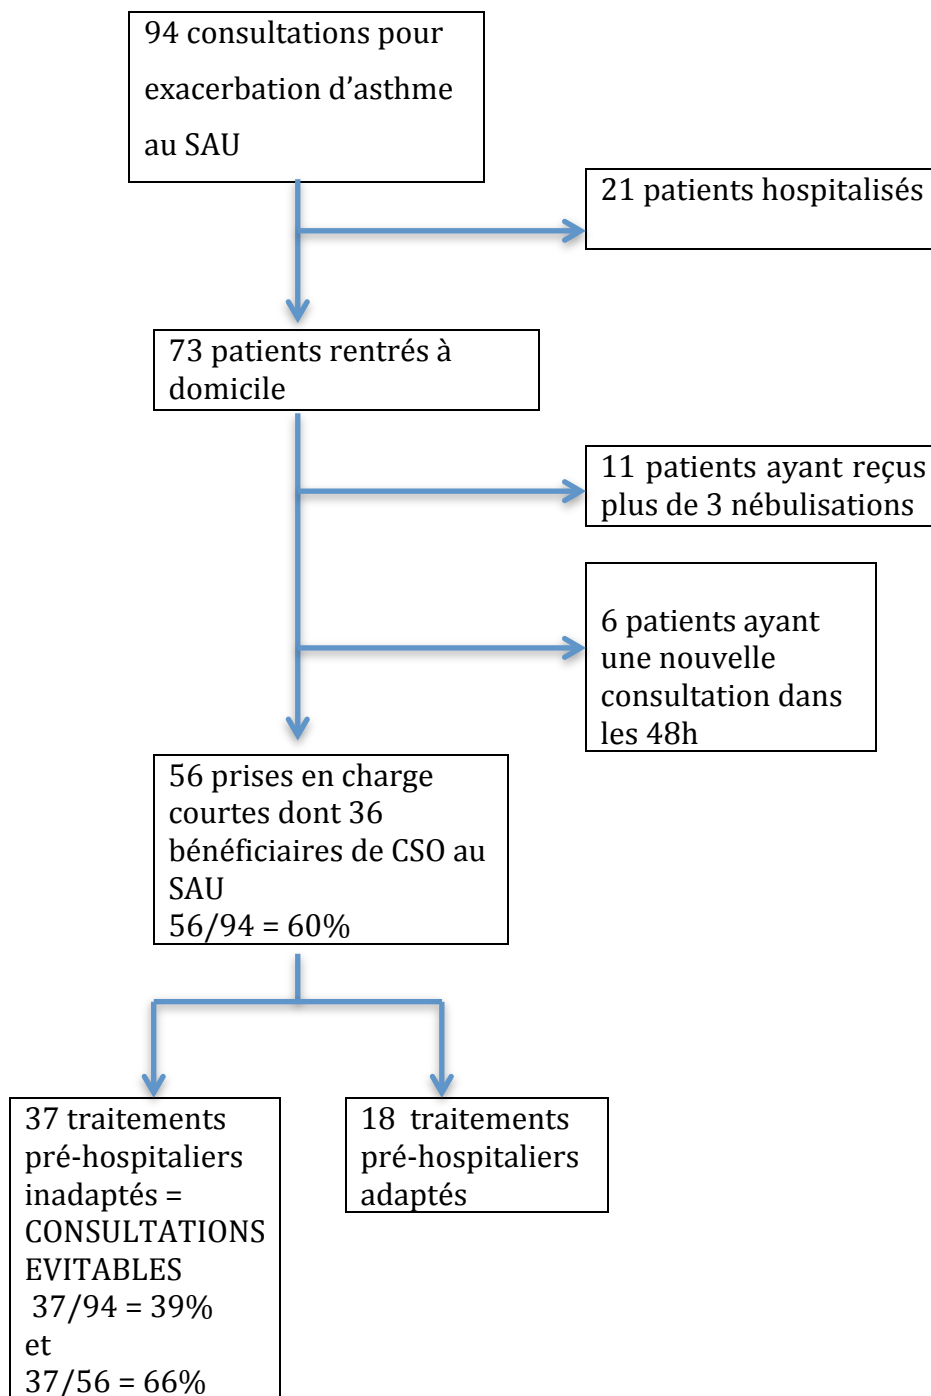 94 consultations pour
exacerbation d’asthme
au SAU
21 patients hospitalisés
73 patients rentrés à
domicile
11 patients ayant reçus
plus de 3 nébulisations
6 patients ayant
une nouvelle
consultation dans
les 48h
56 prises en charge
courtes dont 36
bénéficiaires de CSO au
SAU
56/94 = 60%
37 traitements
pré-hospitaliers
inadaptés =
CONSULTATIONS
EVITABLES
37/94 = 39%
et
37/56 = 66%
18 traitements
pré-hospitaliers
adaptés